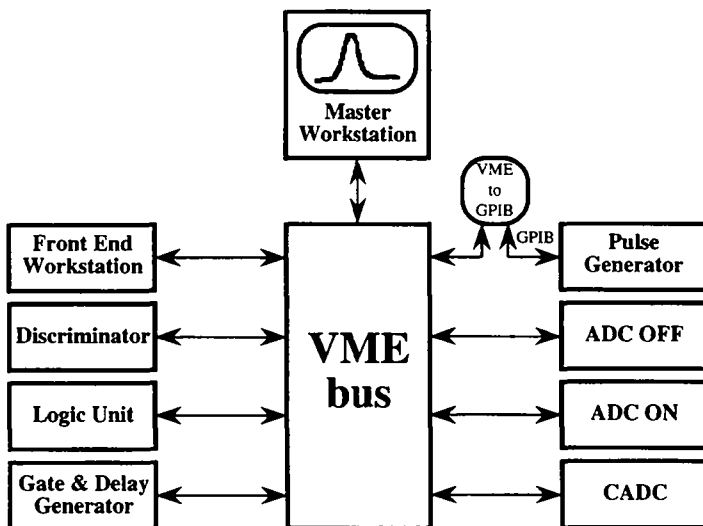 Master
Workstation
VME
to
GPIB
GPIB
Front End
Workstation
Pulse
Generator
Discriminator
VME
bus
ADC OFF
Logic Unit
ADC ON
Gate & Delay
Generator
CADC